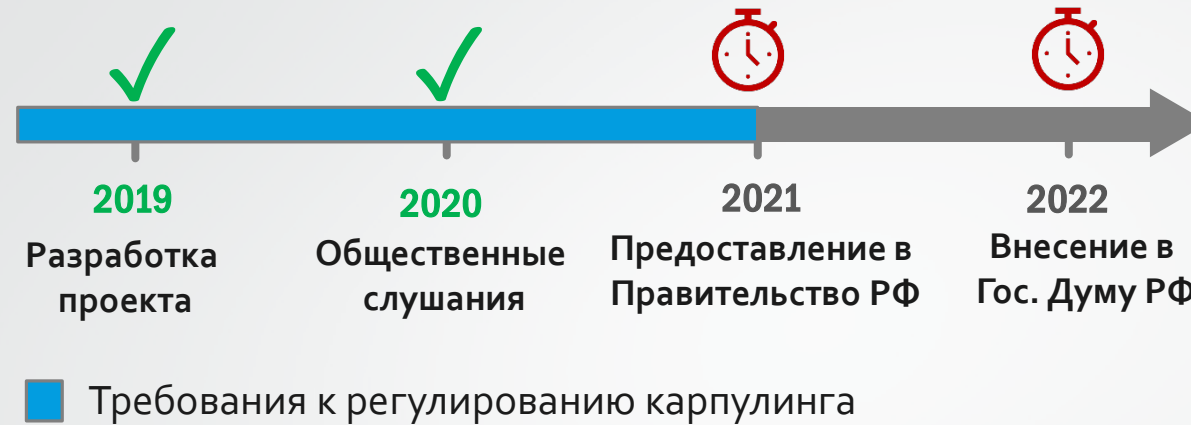 2019
Разработка
проекта
2020
Общественные
слушания
2021
Предоставление в
Правительство РФ
2022
Внесение в
Гос. Думу РФ
Требования к регулированию карпулинга